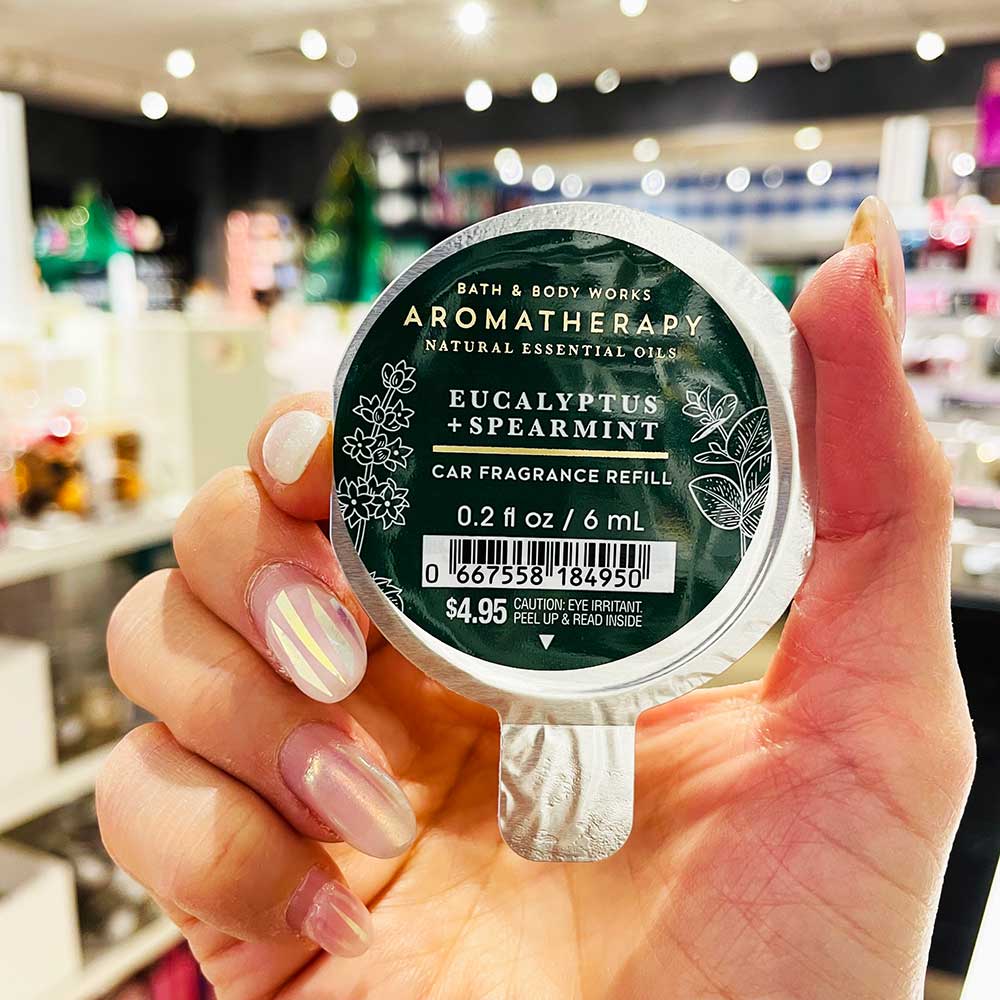 BATH & BODY WORKS
AROMATHERAPY
NATURAL ESSENTIAL OILS
EUCALYPTUS
+ SPEARMINT
CAR FRAGRANCE REFILL
0.2 fl oz / 6 mL
0 667558 184950
$4.95 CAUTION: EYE IRRITANT.
PEEL UP & READ INSIDE